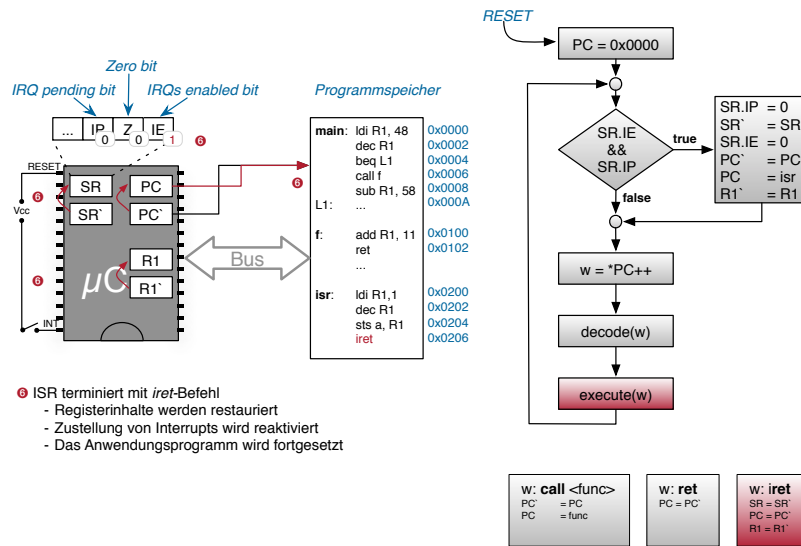 RESET
PC = 0x0000
Zero bit
IRQ pending bit
IRQs enabled bit
Programmspeicher
... IP Z IE
0 0 1
❻
RESET
❻
Vcc
❻
INT
SR
SR`
PC
PC`
R1
R1`
µC
Bus
❻
main: ldi R1, 48 0x0000
dec R1 0x0002
beq L1 0x0004
call f 0x0006
sub R1, 58 0x0008
L1: ... 0x000A
f: add R1, 11 0x0100
ret 0x0102
...
isr: ldi R1,1 0x0200
dec R1 0x0202
sts a, R1 0x0204
iret 0x0206
SR.IE
&&
SR.IP
true
false
SR.IP = 0
SR` = SR
SR.IE = 0
PC` = PC
PC = isr
R1` = R1
w = *PC++
decode(w)
execute(w)
❻ ISR terminiert mit iret-Befehl
- Registerinhalte werden restauriert
- Zustellung von Interrupts wird reaktiviert
- Das Anwendungsprogramm wird fortgesetzt
w: call <func>
PC` = PC
PC = func
w: ret
PC = PC`
w: iret
SR = SR`
PC = PC`
R1 = R1`